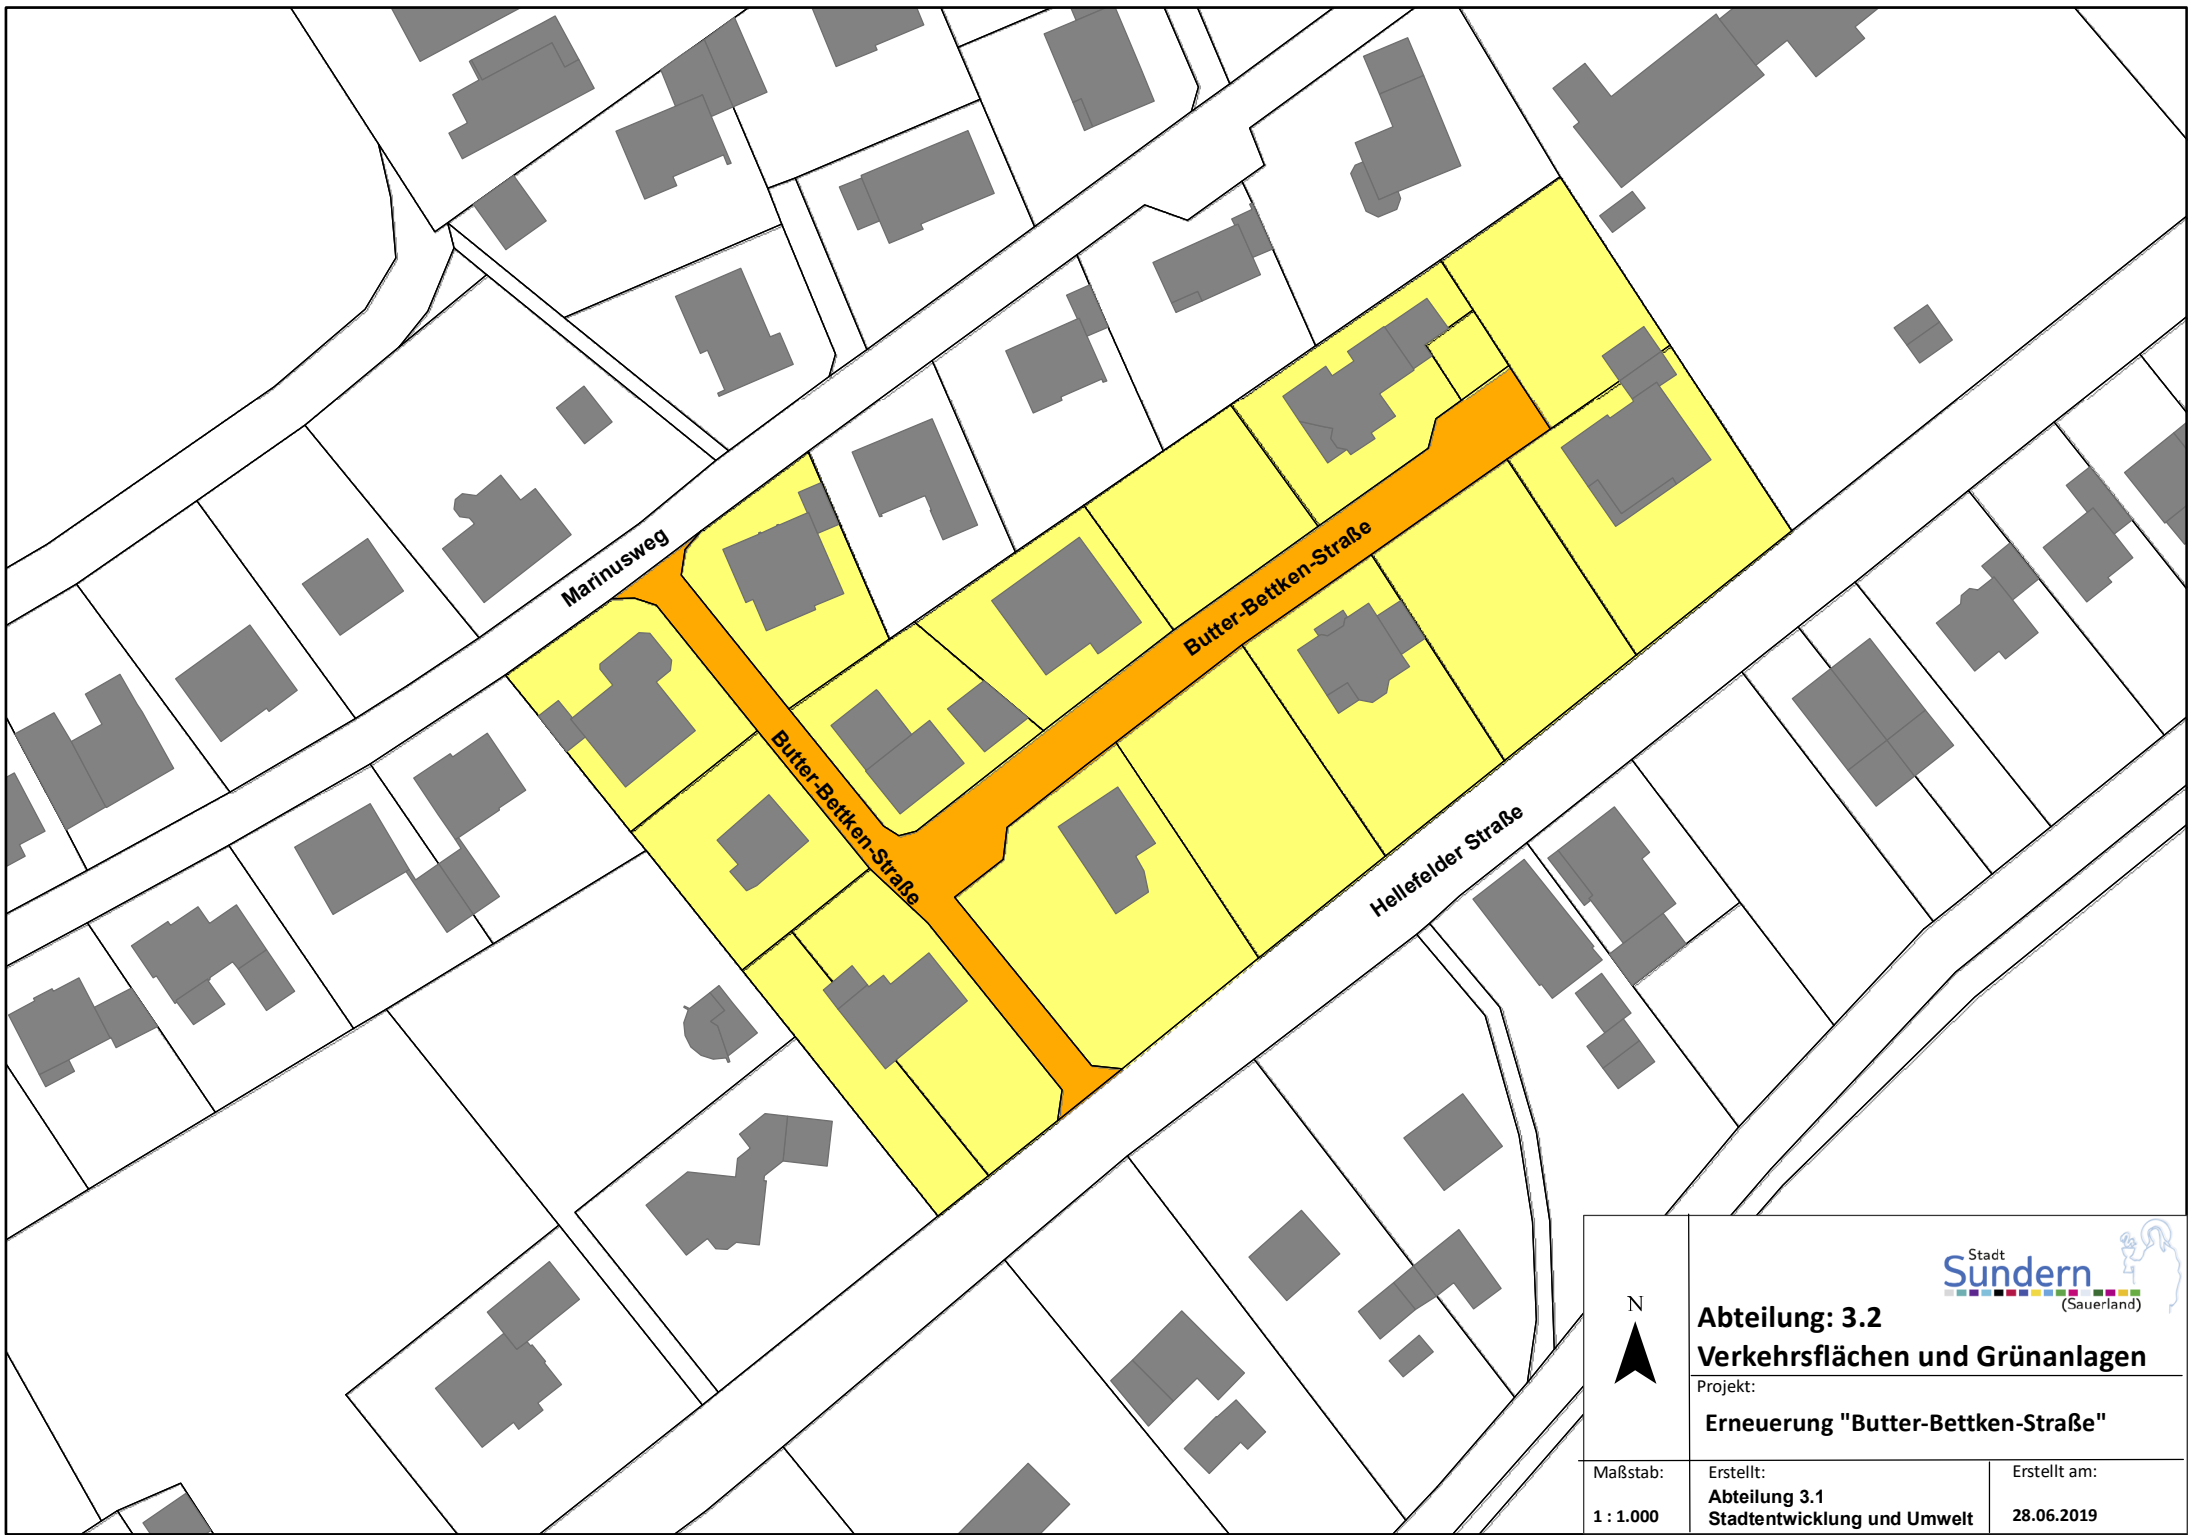 Marinusweg
Butter-Bettken-Straße
Butter-Bettken-Straße
Hellefelder Straße
N
Stadt
Sundern
(Sauerland)
Abteilung: 3.2
Verkehrsflächen und Grünanlagen
Projekt:
Erneuerung "Butter-Bettken-Straße"
Maßstab:
1 : 1.000
Erstellt:
Abteilung 3.1
Stadtentwicklung und Umwelt
Erstellt am:
28.06.2019